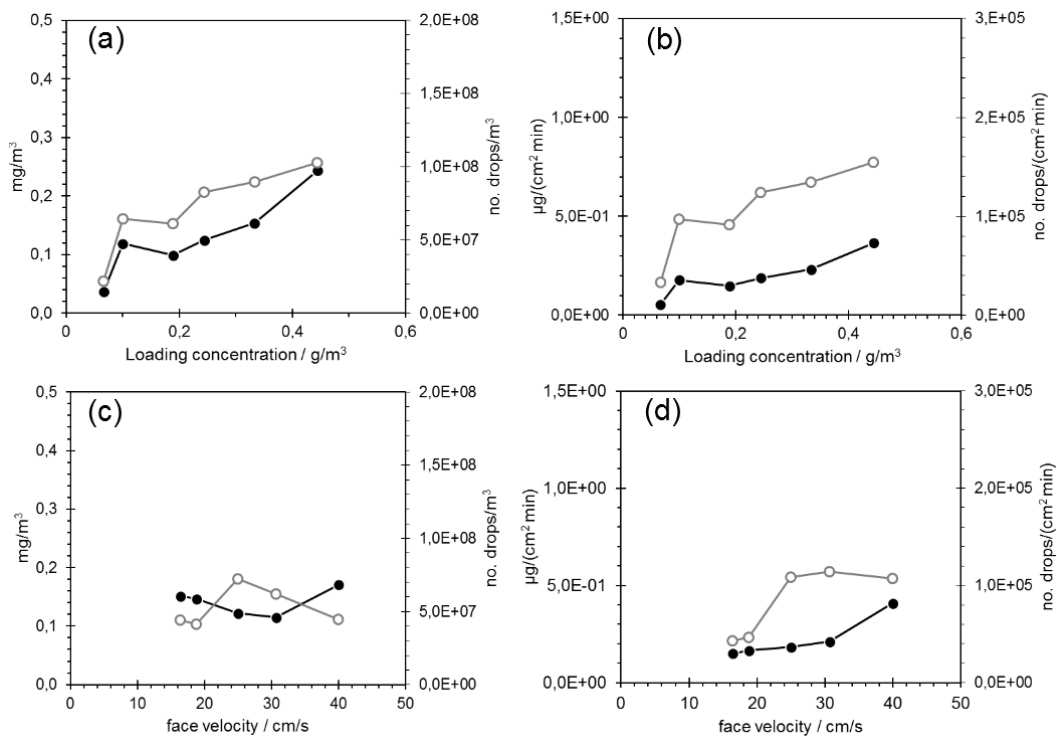 (a)
0,5
0,4
0,3
0,2
0,1
0,0
mg/m³
2,0E+08
1,5E+08
1,0E+08
5,0E+07
0,0E+00
no. drops/m³
0 0,2 0,4 0,6
Loading concentration / g/m³
(b)
1,5E+00
1,0E+00
5,0E-01
0,0E+00
µg/(cm² min)
3,E+05
2,E+05
1,E+05
0,E+00
no. drops/(cm² min)
0 0,2 0,4 0,6
Loading concentration / g/m³
(c)
0,5
0,4
0,3
0,2
0,1
0,0
mg/m³
2,0E+08
1,5E+08
1,0E+08
5,0E+07
0,0E+00
no. drops/m³
0 10 20 30 40 50
face velocity / cm/s
(d)
1,5E+00
1,0E+00
5,0E-01
0,0E+00
µg/(cm² min)
3,0E+05
2,0E+05
1,0E+05
0,0E+00
no. drops/(cm² min)
0 10 20 30 40 50
face velocity / cm/s